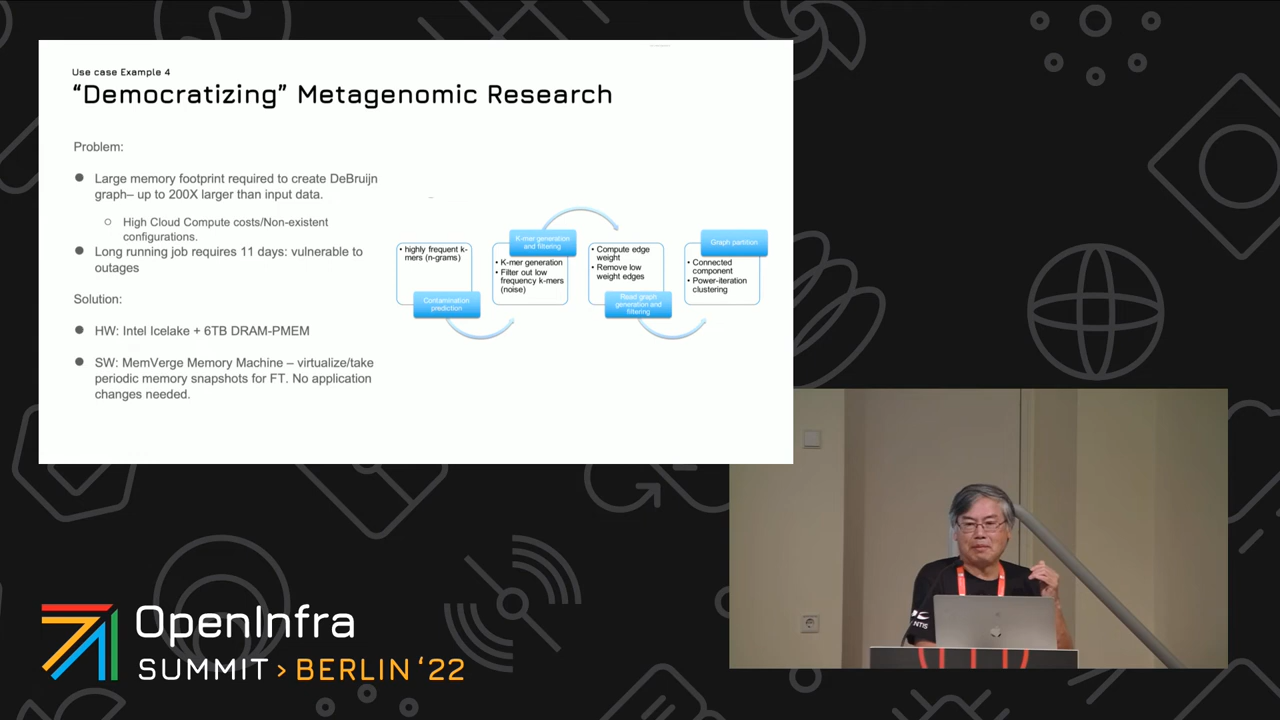 Use case Example 4
“Democratizing” Metagenomic Research
Problem:
Large memory footprint required to create DeBruijn
graph– up to 200X larger than input data.
High Cloud Compute costs/Non-existent
configurations.
Long running job requires 11 days: vulnerable to
outages
Solution:
HW: Intel Icelake + 6TB DRAM-PMEM
SW: MemVerge Memory Machine – virtualize/take
periodic memory snapshots for FT. No application
changes needed.
• highly frequent k-
mers (n-grams)
Contamination
prediction
K-mer generation
and filtering
• K-mer generation
• Filter out low
frequency k-mers
(noise)
• Compute edge
weight
• Remove low
weight edges
Read graph
generation and
filtering
Graph partition
• Connected
component
• Power-iteration
clustering
OpenInfra
SUMMIT › BERLIN ‘22